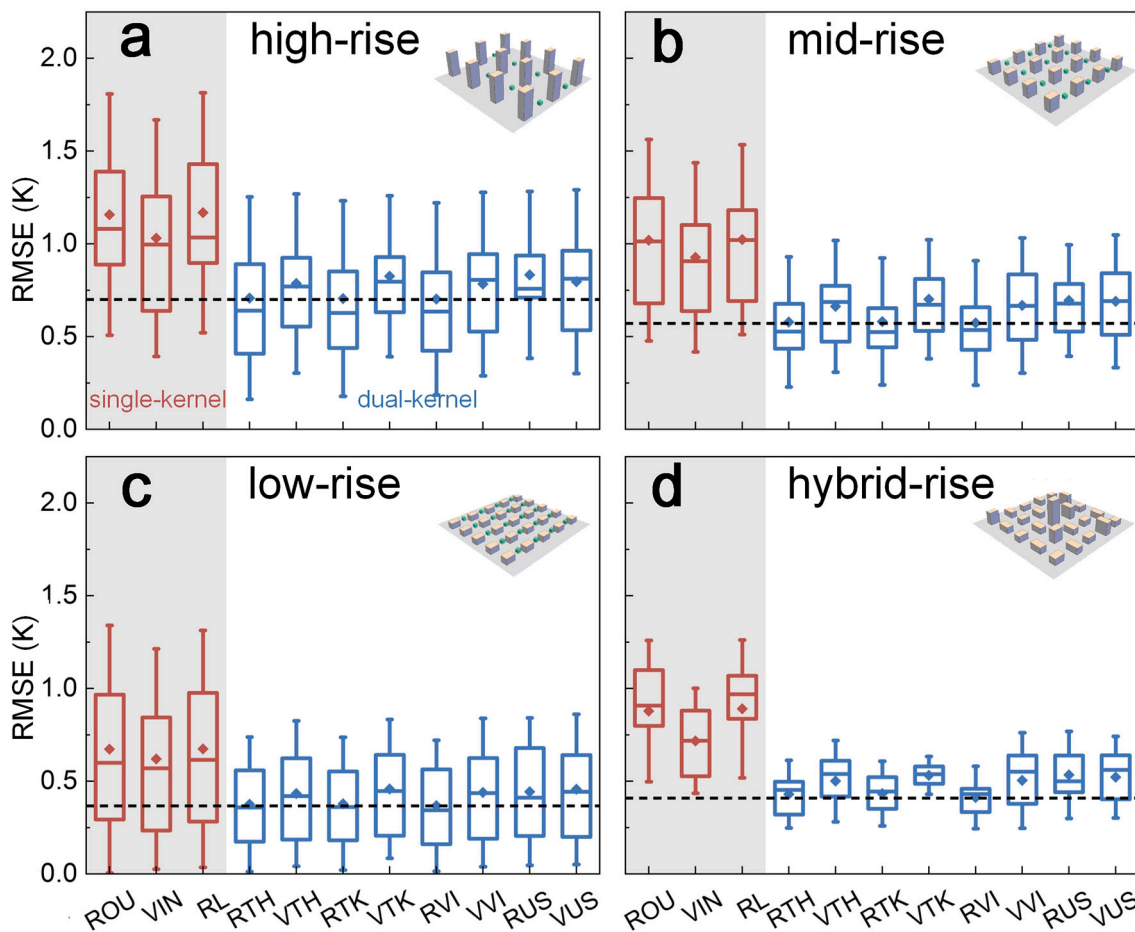 a high-rise
b mid-rise
2.0
1.5
1.0
0.5
0.0
RMSE (K)
single-kernel
dual-kernel
c low-rise
d hybrid-rise
2.0
1.5
1.0
0.5
0.0
RMSE (K)
ROU VIN RL RTH VTH RTK VTK RVI VVI RUS VUS
ROU VIN RL RTH VTH RTK VTK RVI VVI RUS VUS